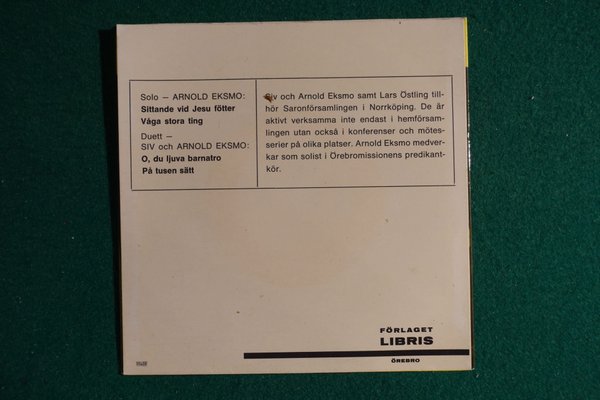 Solo – ARNOLD EKSMO:
Sittande vid Jesu fötter
Våga stora ting
Duett –
SIV och ARNOLD EKSMO:
O, du ljuva barnatro
På tusen sätt
Siv och Arnold Eksmo samt Lars Östling till-
hör Saronförsamlingen i Norrköping. De är
aktivt verksamma inte endast i hemförsam-
lingen utan också i konferenser och mötes-
serier på olika platser. Arnold Eksmo medver-
kar som solist i Örebromissionens predikant-
kör.
FÖRLAGET
LIBRIS
ÖREBRO